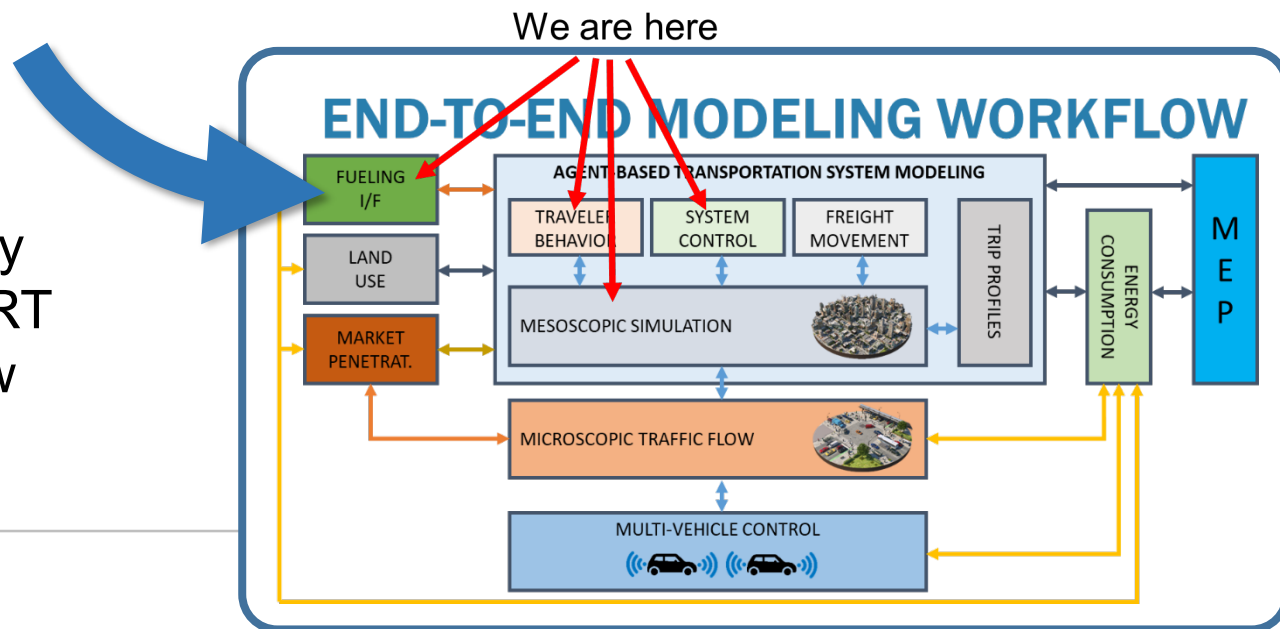 We are here
END-TO-END MODELING WORKFLOW
FUELING
I/F
LAND
USE
MARKET
PENETRAT.
AGENT-BASED TRANSPORTATION SYSTEM MODELING
TRAVELER
BEHAVIOR
SYSTEM
CONTROL
FREIGHT
MOVEMENT
MESOSCOPIC SIMULATION
TRIP PROFILES
ENERGY
CONSUMPTION
M
E
P
MICROSCOPIC TRAFFIC FLOW
MULTI-VEHICLE CONTROL
y
RT
w